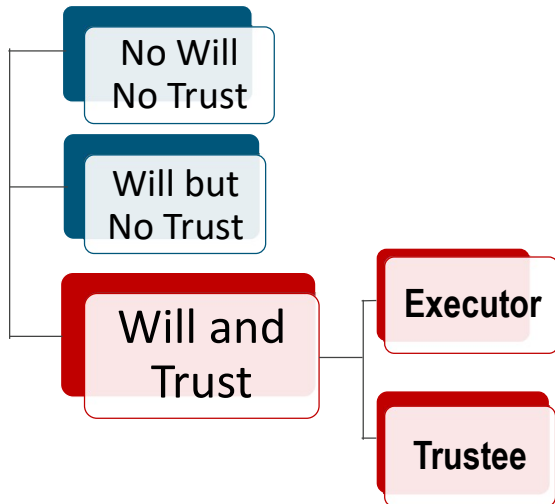 No Will
No Trust
Will but
No Trust
Will and
Trust
Executor
Trustee